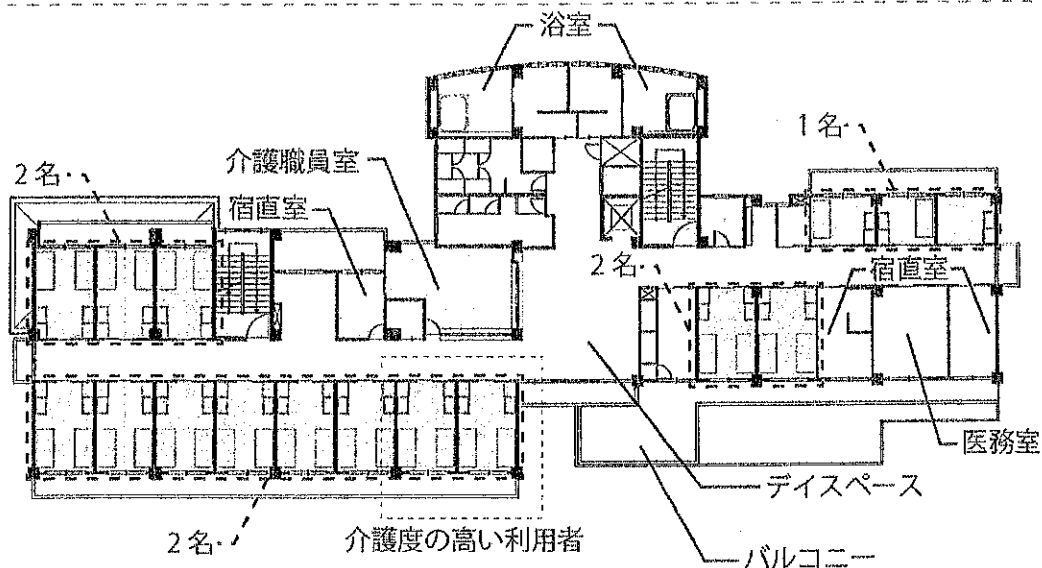 浴室
1名
介護職員室
2名
宿直室
2名
宿直室
医務室
デイスペース
2名
介護度の高い利用者
バルコニー